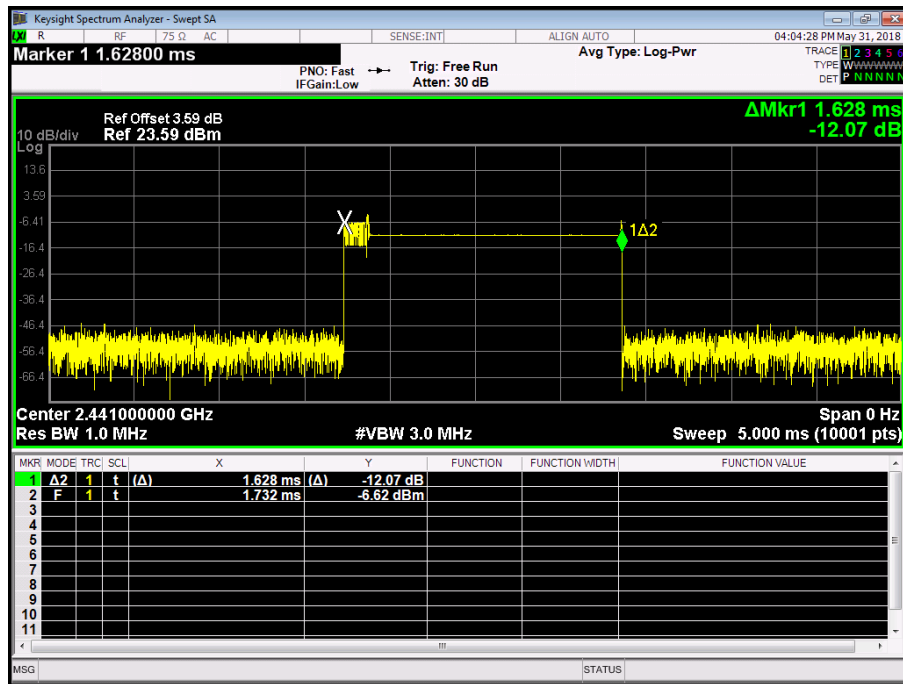 Keysight Spectrum Analyzer - Swept SA
LXI R RF 75 Ω AC SENSE:INT ALIGN AUTO 04:04:28 PM May 31, 2018
Marker 1 1.62800 ms
PNO: Fast
IFGain:Low
Trig: Free Run
Atten: 30 dB
Avg Type: Log-Pwr
TRACE 1 2 3 4 5 6
TYPE WWWWWW
DET P N N N N N
ΔMkr1 1.628 ms
-12.07 dB
Ref Offset 3.59 dB
10 dB/div Ref 23.59 dBm
Log
13.6
3.59
-6.41
-16.4
-26.4
-36.4
-46.4
-56.4
-66.4
X
1Δ2
Center 2.441000000 GHz Span 0 Hz
Res BW 1.0 MHz #VBW 3.0 MHz Sweep 5.000 ms (10001 pts)
MKR MODE TRC SCL X Y FUNCTION FUNCTION WIDTH FUNCTION VALUE
1 Δ2 1 t (Δ) 1.628 ms (Δ) -12.07 dB
2 F 1 t 1.732 ms -6.62 dBm
3
4
5
6
7
8
9
10
11
MSG STATUS